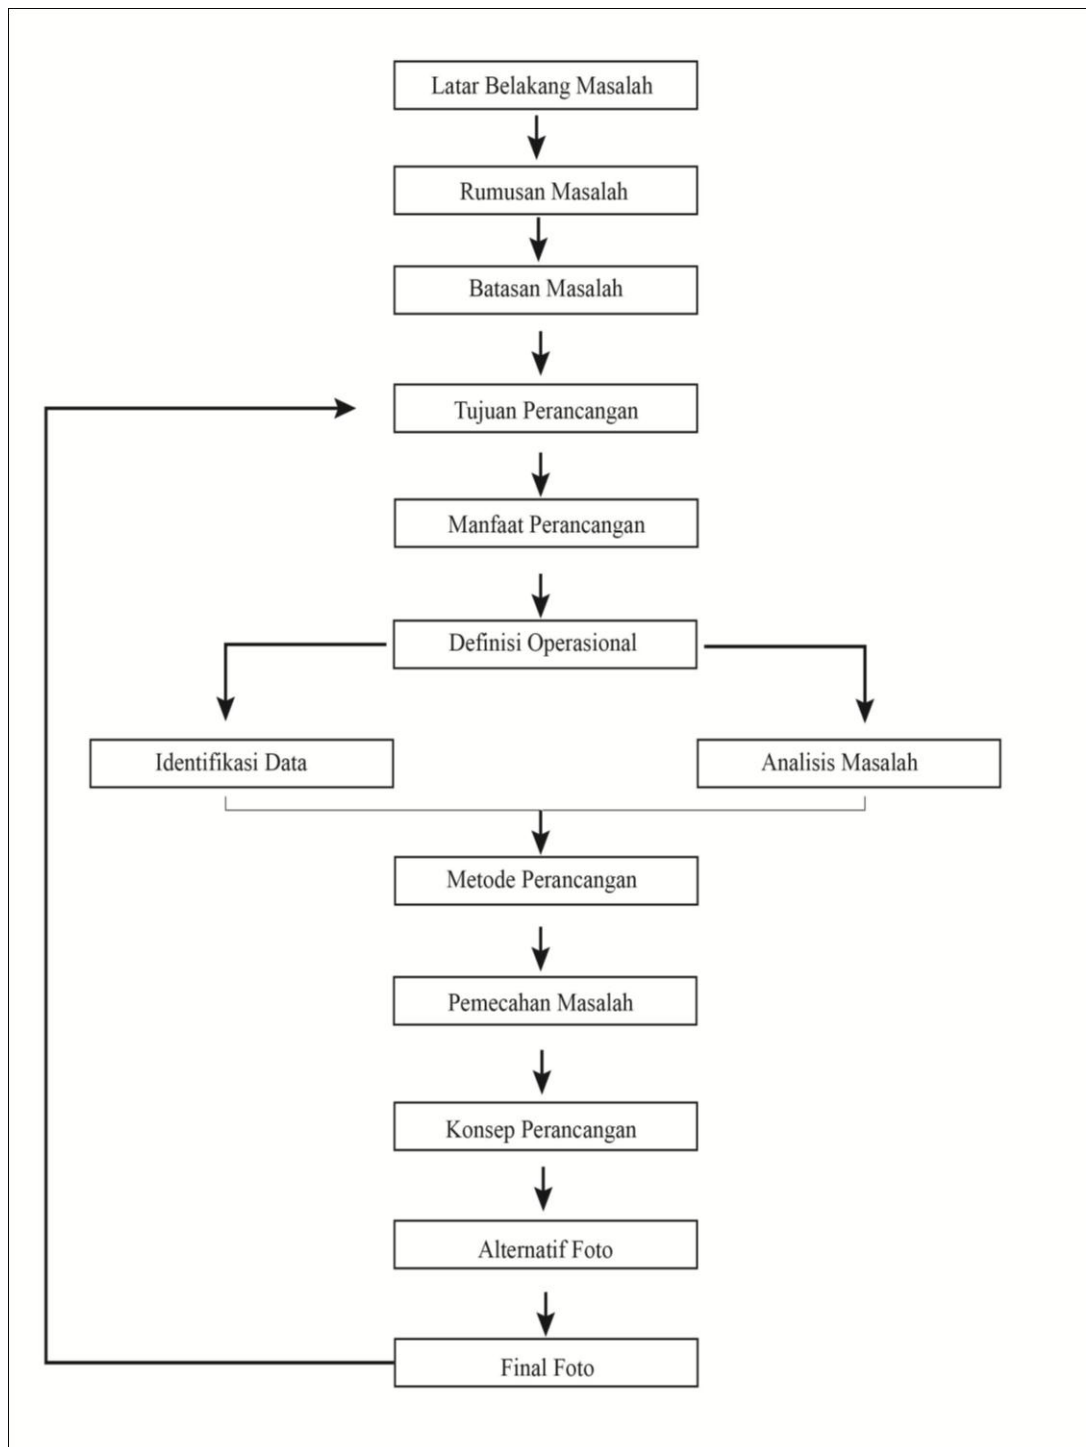 Latar Belakang Masalah
Rumusan Masalah
Batasan Masalah
Tujuan Perancangan
Manfaat Perancangan
Definisi Operasional
Identifikasi Data
Analisis Masalah
Metode Perancangan
Pemecahan Masalah
Konsep Perancangan
Alternatif Foto
Final Foto